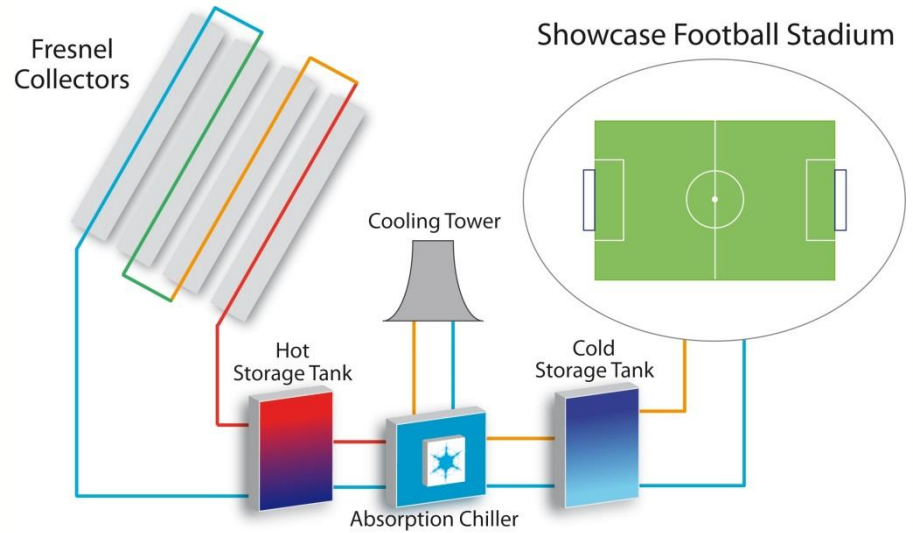 Fresnel
Collectors
Showcase Football Stadium
Cooling Tower
Hot
Storage Tank
Cold
Storage Tank
Absorption Chiller